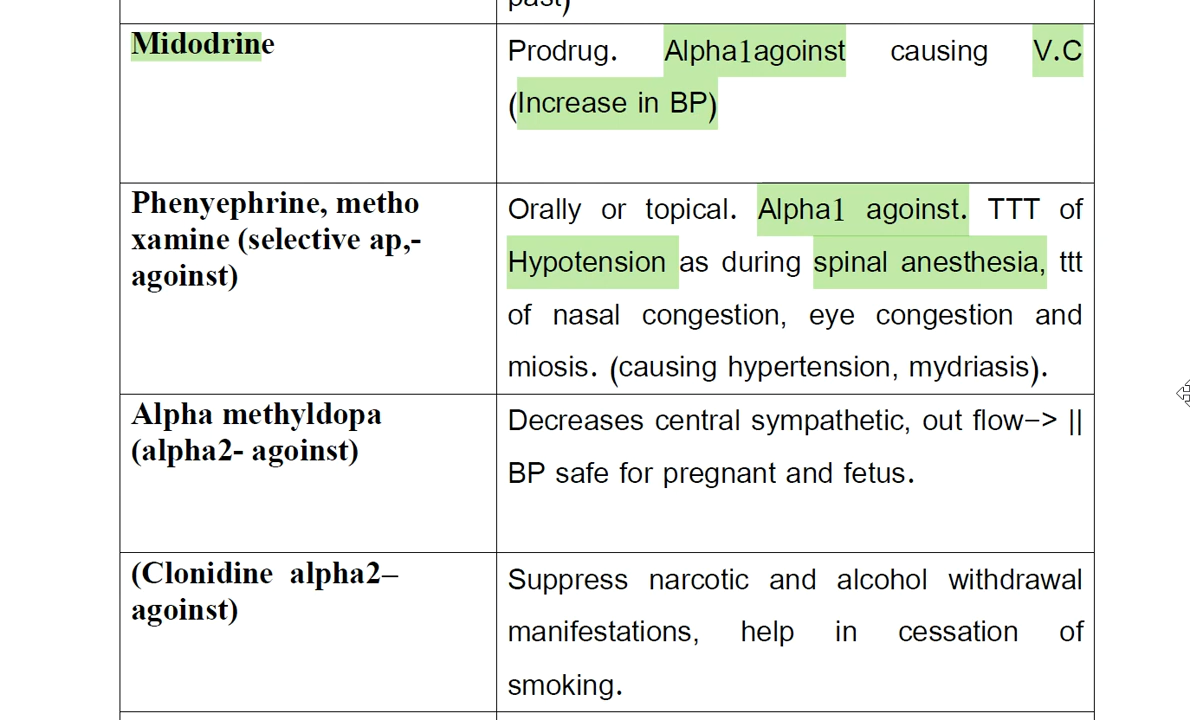 past)
Midodrine
Prodrug. Alpha1agoinst causing V.C
(Increase in BP)
Phenyephrine, metho
xamine (selective ap,-
agoinst)
Orally or topical. Alpha1 agoinst. TTT of
Hypotension as during spinal anesthesia, ttt
of nasal congestion, eye congestion and
miosis. (causing hypertension, mydriasis).
Alpha methyldopa
(alpha2- agoinst)
Decreases central sympathetic, out flow–> ||
BP safe for pregnant and fetus.
(Clonidine alpha2–
agoinst)
Suppress narcotic and alcohol withdrawal
manifestations, help in cessation of
smoking.